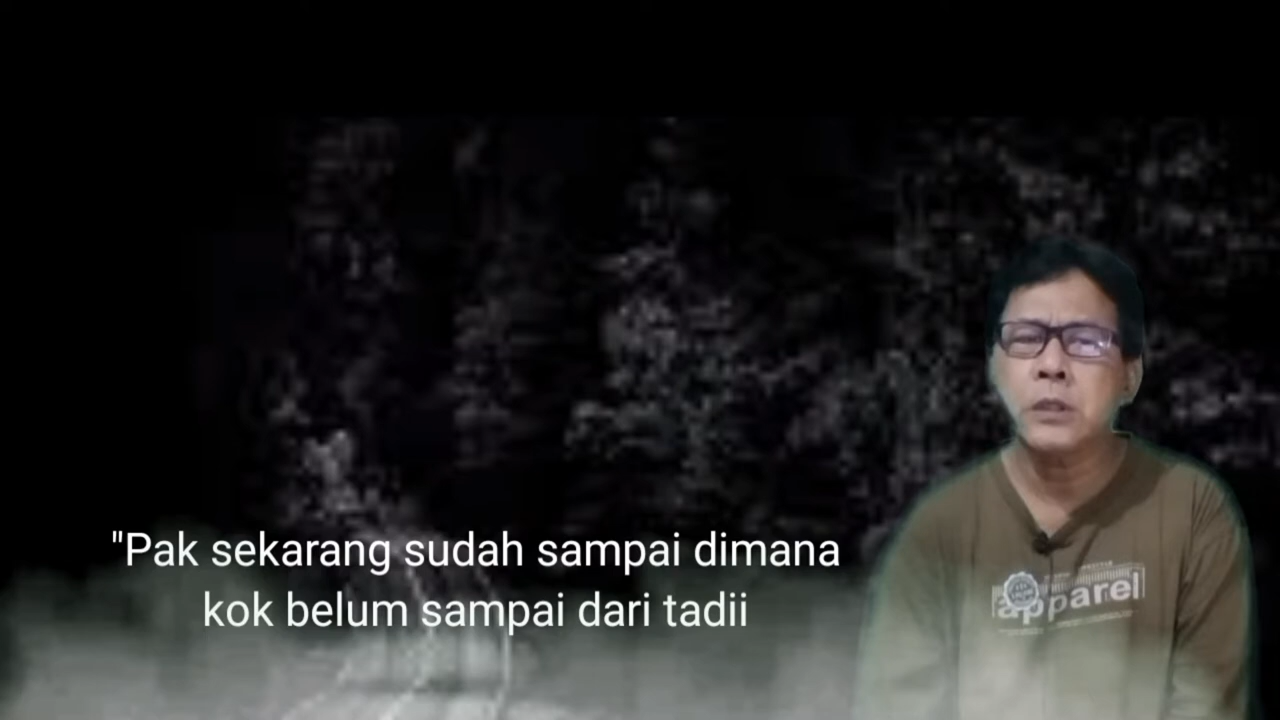 "Pak sekarang sudah sampai dimana
kok belum sampai dari tadii
apparel